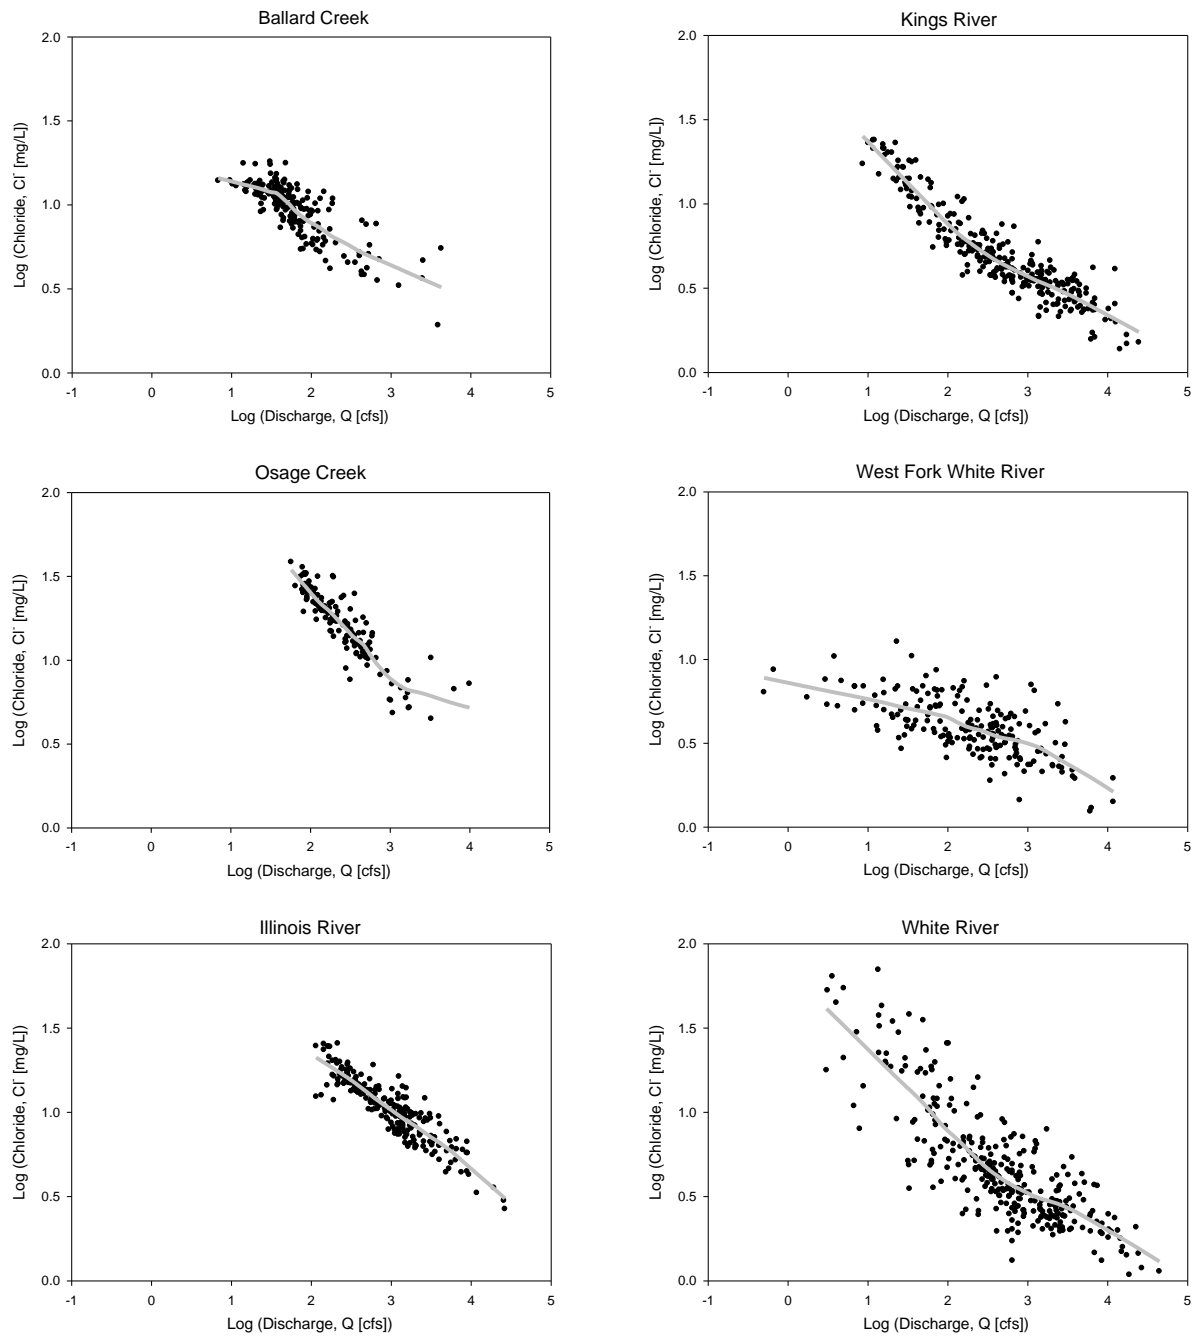 Ballard Creek
2.0
1.5
1.0
0.5
0.0
-1 0 1 2 3 4 5
Log (Chloride, Cl⁻ [mg/L])
Log (Discharge, Q [cfs])
Kings River
2.0
1.5
1.0
0.5
0.0
-1 0 1 2 3 4 5
Log (Chloride, Cl⁻ [mg/L])
Log (Discharge, Q [cfs])
Osage Creek
2.0
1.5
1.0
0.5
0.0
-1 0 1 2 3 4 5
Log (Chloride, Cl⁻ [mg/L])
Log (Discharge, Q [cfs])
West Fork White River
2.0
1.5
1.0
0.5
0.0
-1 0 1 2 3 4 5
Log (Chloride, Cl⁻ [mg/L])
Log (Discharge, Q [cfs])
Illinois River
2.0
1.5
1.0
0.5
0.0
-1 0 1 2 3 4 5
Log (Chloride, Cl⁻ [mg/L])
Log (Discharge, Q [cfs])
White River
2.0
1.5
1.0
0.5
0.0
-1 0 1 2 3 4 5
Log (Chloride, Cl⁻ [mg/L])
Log (Discharge, Q [cfs])